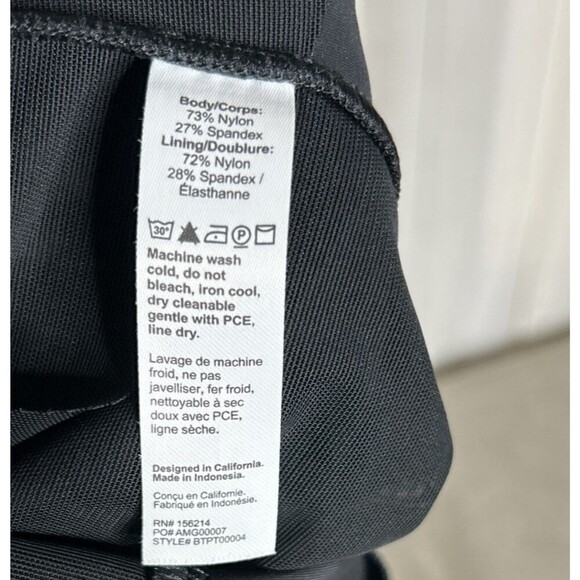 Body/Corps:
73% Nylon
27% Spandex
Lining/Doublure:
72% Nylon
28% Spandex /
Élasthanne
30°
P
Machine wash
cold, do not
bleach, iron cool,
dry cleanable
gentle with PCE,
line dry.
Lavage de machine
froid, ne pas
javelliser, fer froid,
nettoyable à sec
doux avec PCE,
ligne sèche.
Designed in California.
Made in Indonesia.
Conçu en Californie.
Fabriqué en Indonésie.
RN# 156214
PO# AMG00007
STYLE# BTPT00004